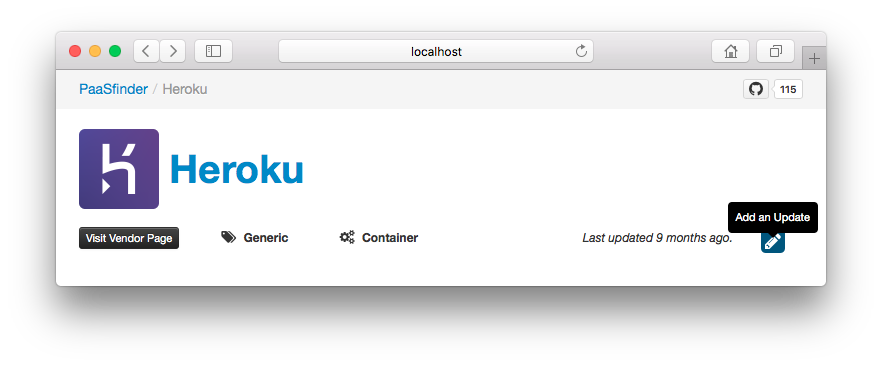 localhost
PaaSfinder / Heroku
115
Heroku
Add an Update
Visit Vendor Page Generic Container Last updated 9 months ago.